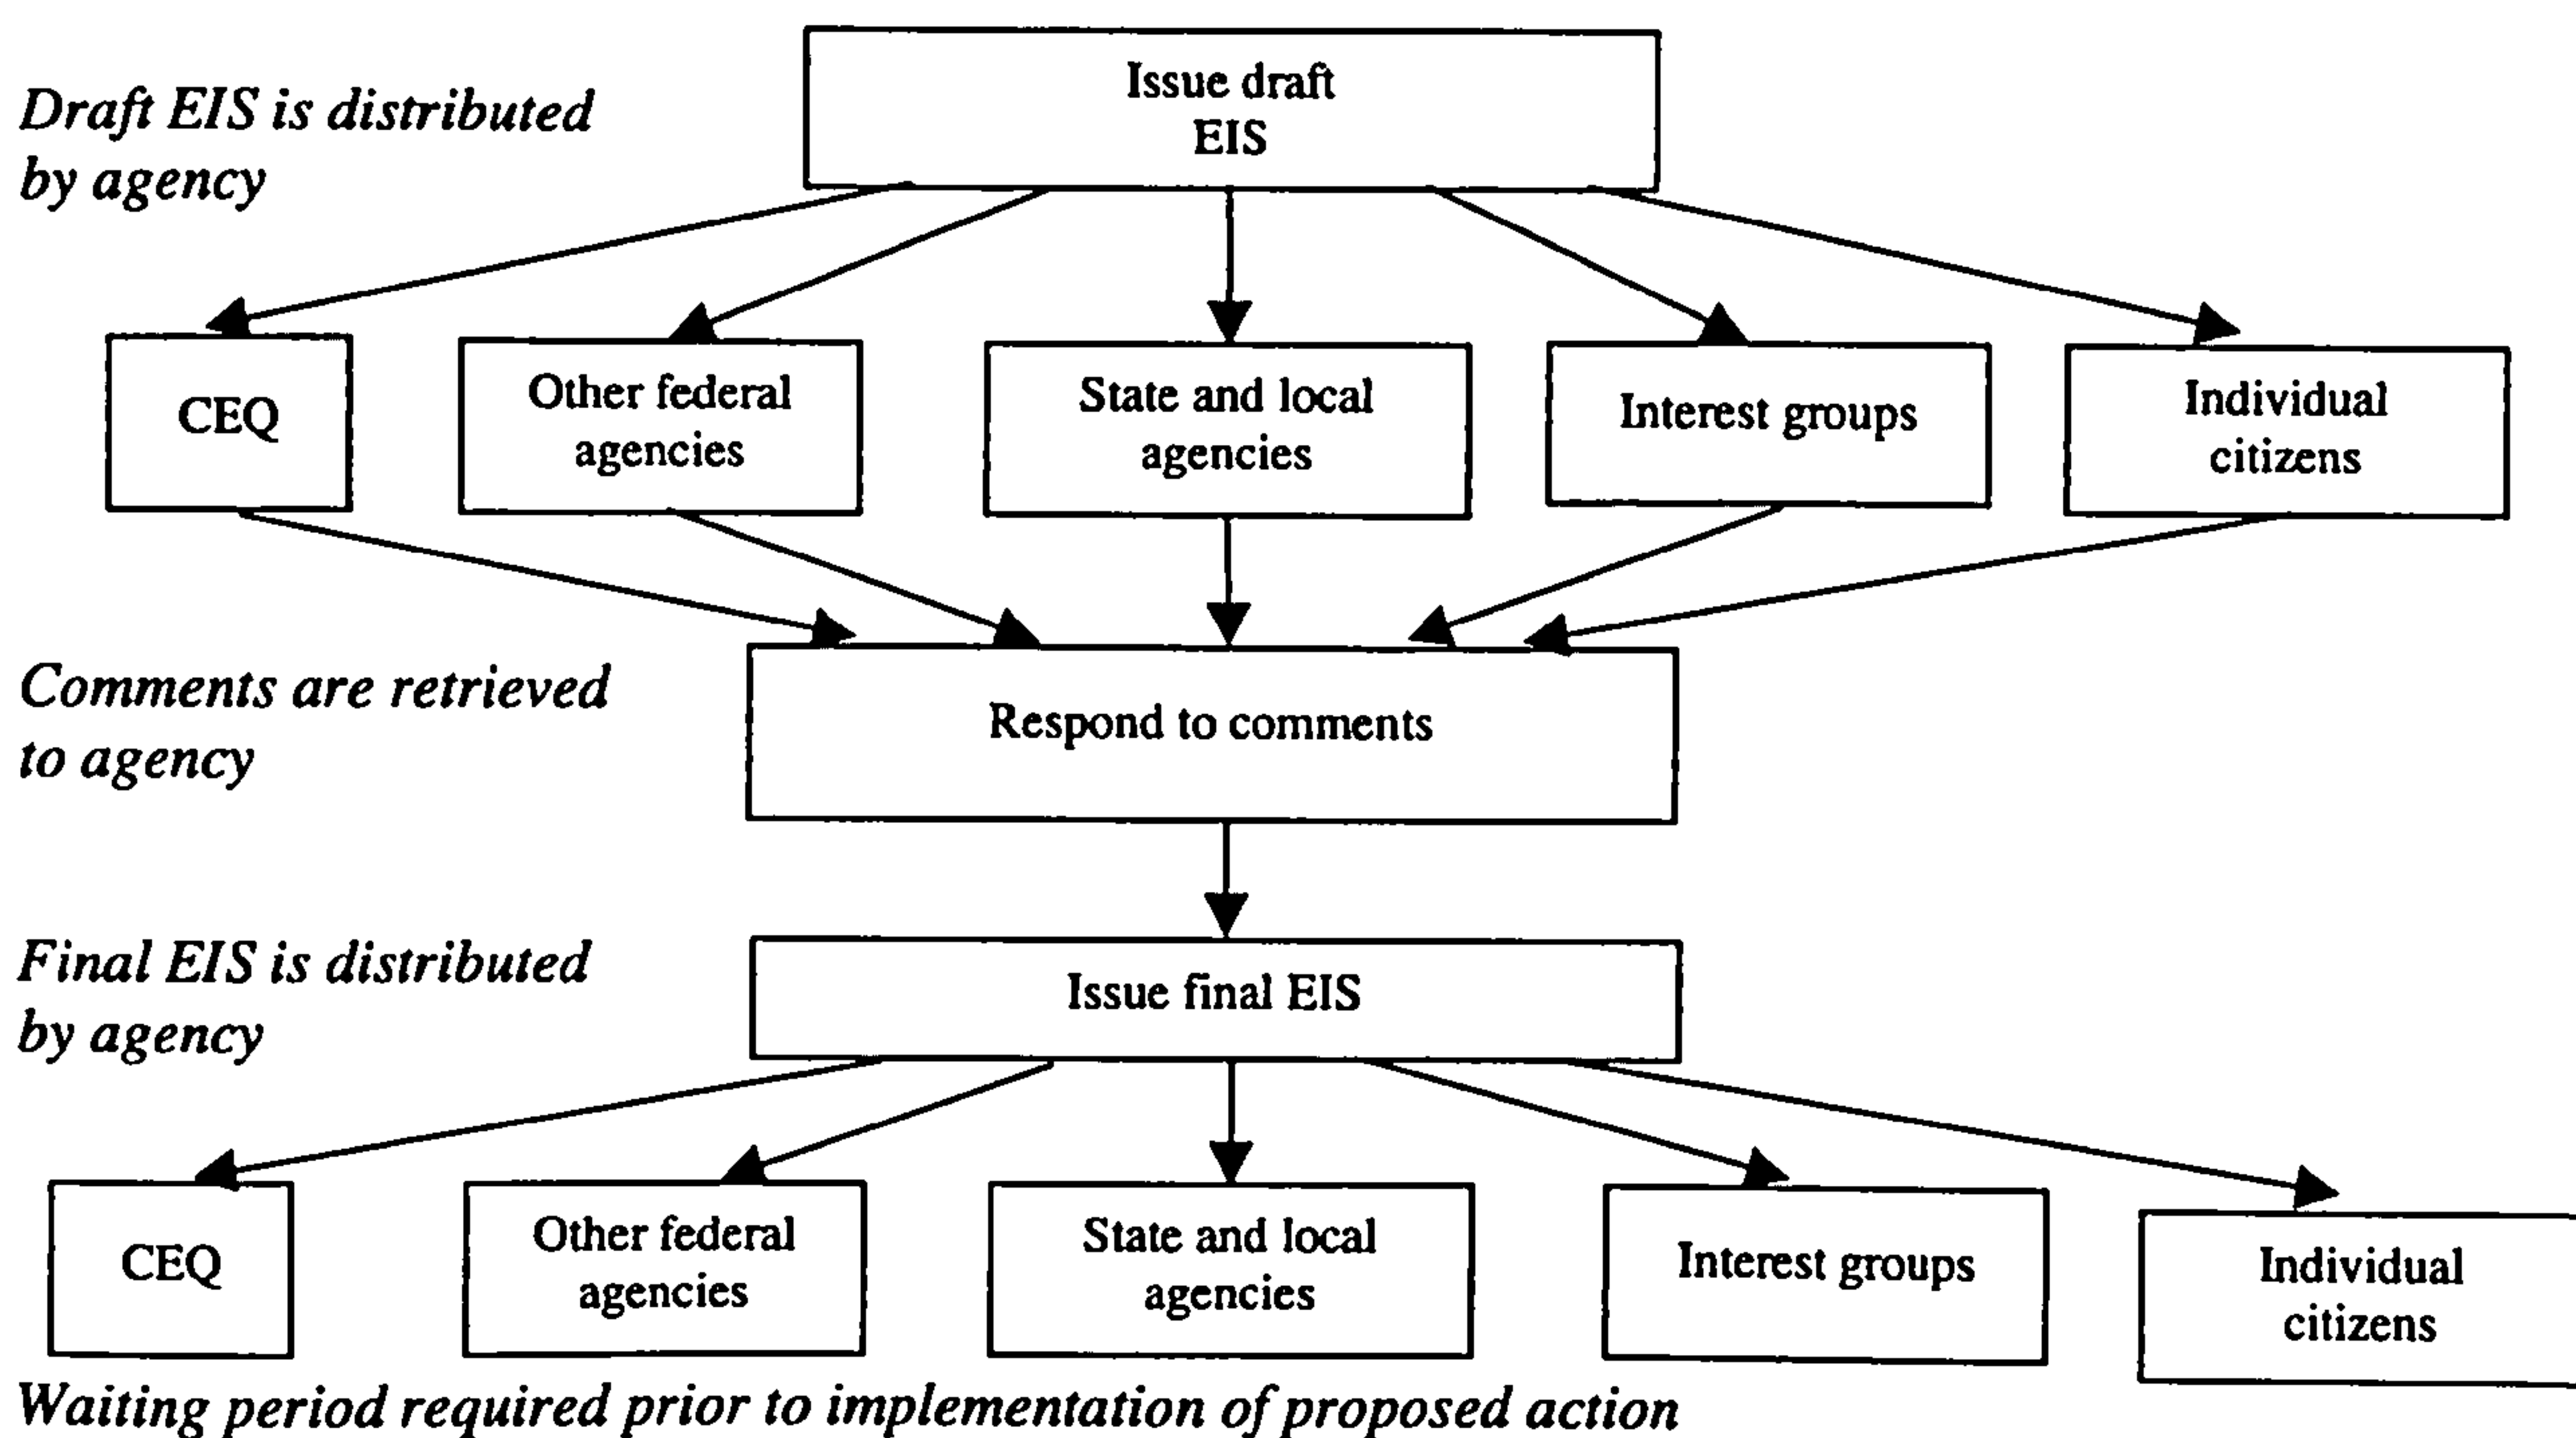 Issue draft
EIS
Draft EIS is distributed
by agency
CEQ
Other federal
agencies
State and local
agencies
Interest groups
Individual
citizens
Comments are retrieved
to agency
Respond to comments
Final EIS is distributed
by agency
Issue final EIS
CEQ
Other federal
agencies
State and local
agencies
Interest groups
Individual
citizens
Waiting period required prior to implementation of proposed action